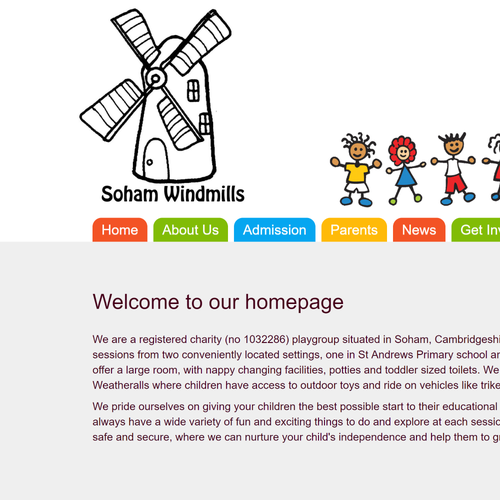 Soham Windmills
Home About Us Admission Parents News Get In
Welcome to our homepage
We are a registered charity (no 1032286) playgroup situated in Soham, Cambridgeshi
sessions from two conveniently located settings, one in St Andrews Primary school a
offer a large room, with nappy changing facilities, potties and toddler sized toilets. We
Weatheralls where children have access to outdoor toys and ride on vehicles like trike
We pride ourselves on giving your children the best possible start to their educational
always have a wide variety of fun and exciting things to do and explore at each sessi
safe and secure, where we can nurture your child's independence and help them to g